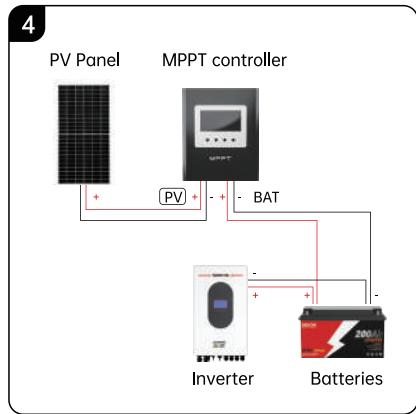 4
PV Panel
MPPT controller
MPPT
+ PV + - + - BAT
- -
+ +
200Ah
Inverter
Batteries